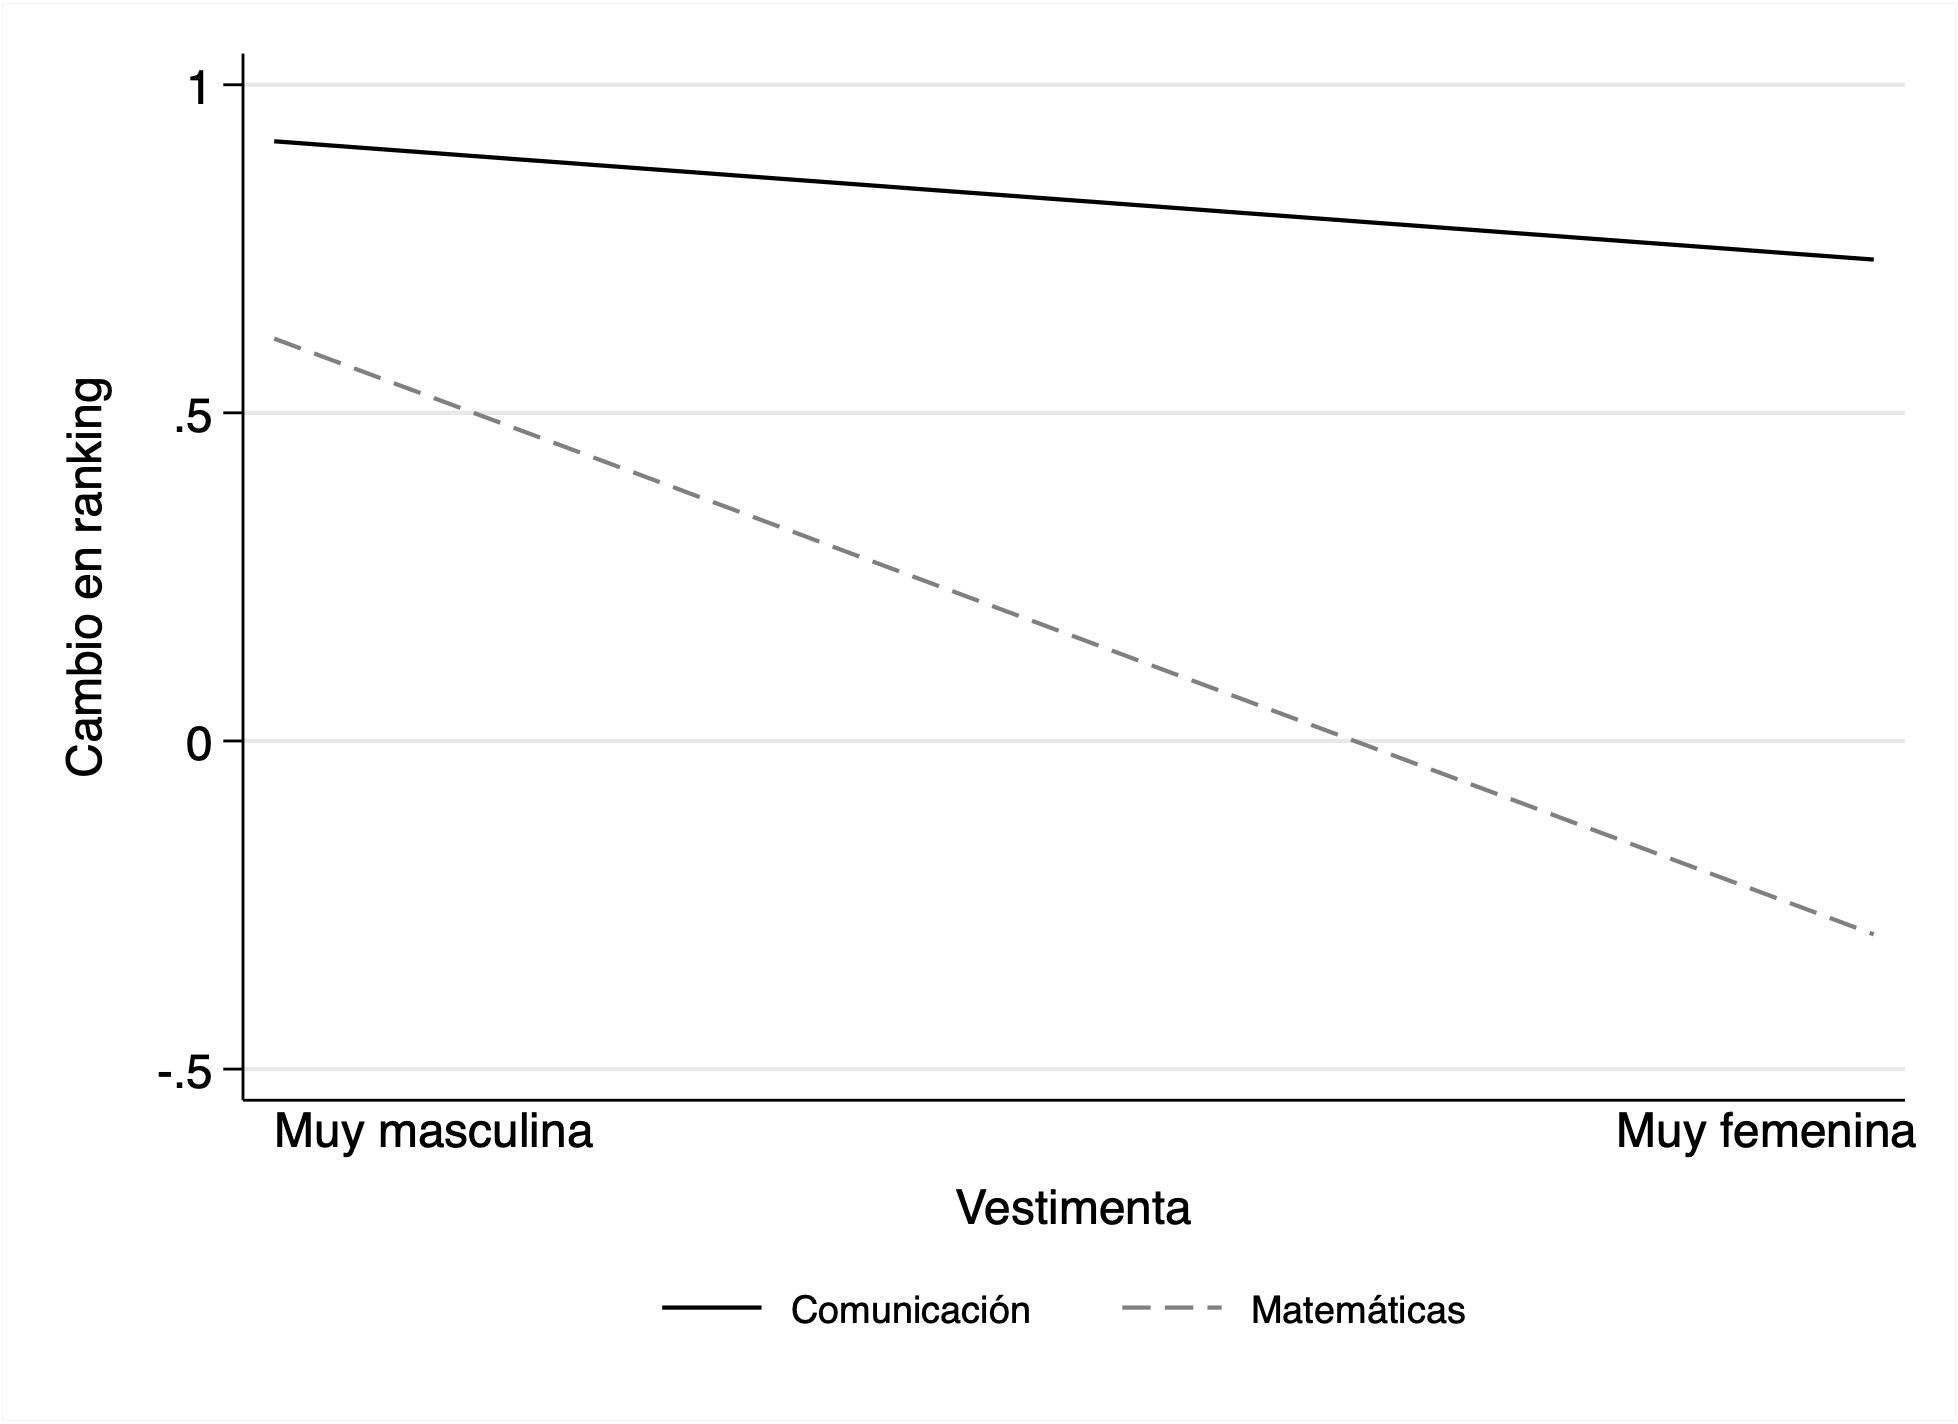 1
.5
0
-.5
Cambio en ranking
Muy masculina
Muy femenina
Vestimenta
Comunicación
Matemáticas